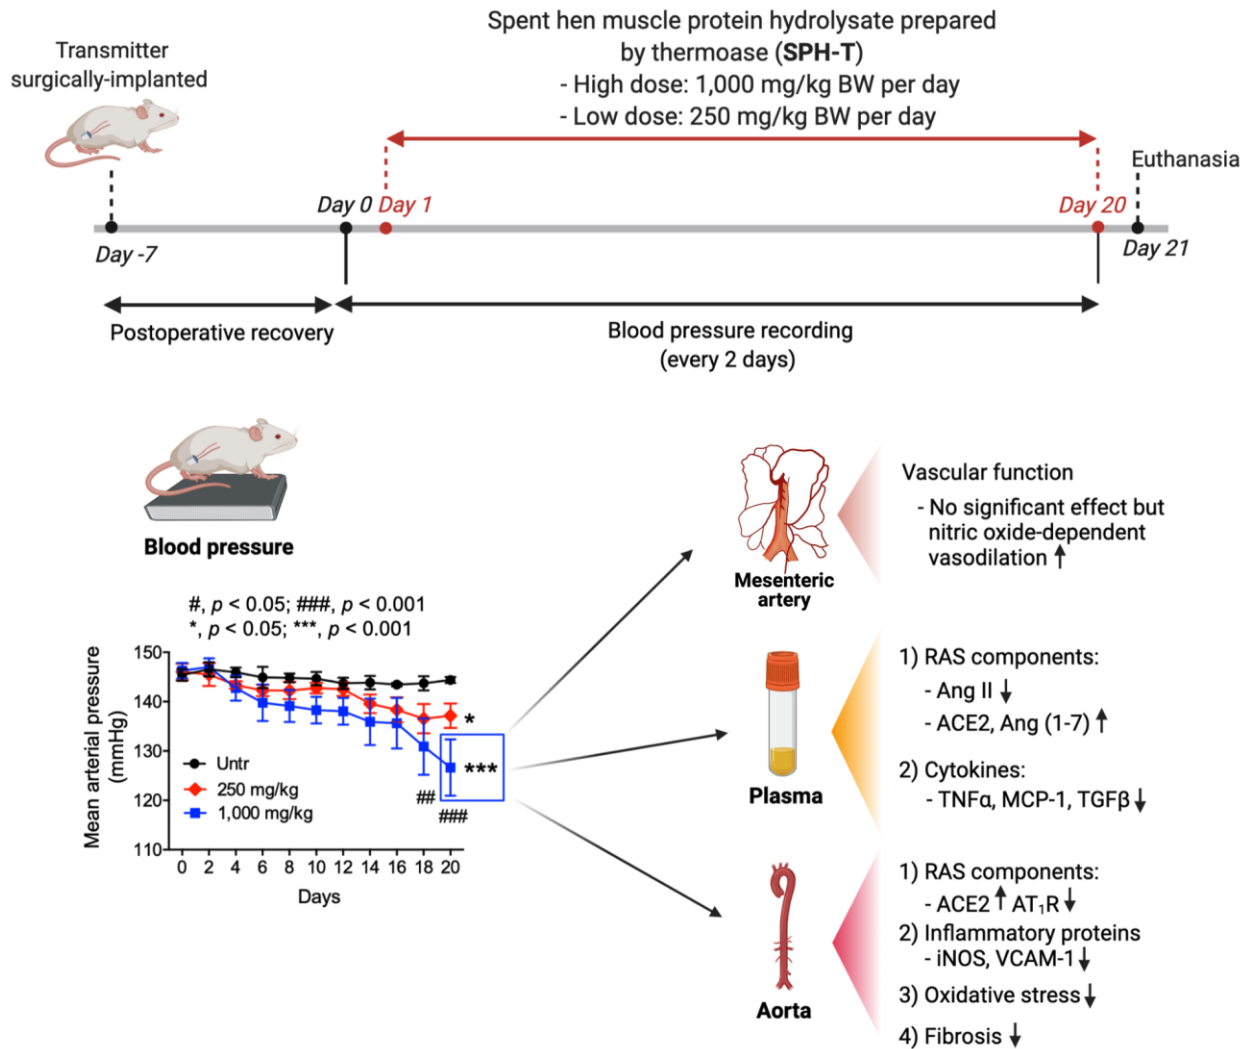 Spent hen muscle protein hydrolysate prepared
by thermoase (SPH-T)
- High dose: 1,000 mg/kg BW per day
- Low dose: 250 mg/kg BW per day
Transmitter
surgically-implanted
Euthanasia
Day 0 Day 1
Day 20
Day -7
Day 21
Postoperative recovery
Blood pressure recording
(every 2 days)
Blood pressure
#, p < 0.05; ###, p < 0.001
*, p < 0.05; ***, p < 0.001
Mean arterial pressure
(mmHg)
150
140
130
120
110
Untr
250 mg/kg
1,000 mg/kg
*
***
##
###
0 2 4 6 8 10 12 14 16 18 20
Days
Mesenteric
artery
Vascular function
- No significant effect but
nitric oxide-dependent
vasodilation ↑
Plasma
1) RAS components:
- Ang II ↓
- ACE2, Ang (1-7) ↑
2) Cytokines:
- TNFα, MCP-1, TGFβ ↓
Aorta
1) RAS components:
- ACE2 ↑ AT₁R ↓
2) Inflammatory proteins
- iNOS, VCAM-1 ↓
3) Oxidative stress ↓
4) Fibrosis ↓